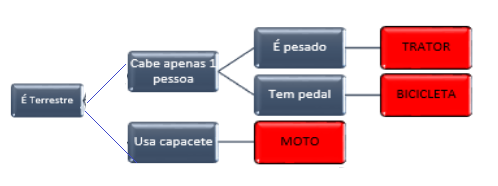 É Terrestre
Cabe apenas 1
pessoa
É pesado
TRATOR
Tem pedal
BICICLETA
Usa capacete
MOTO